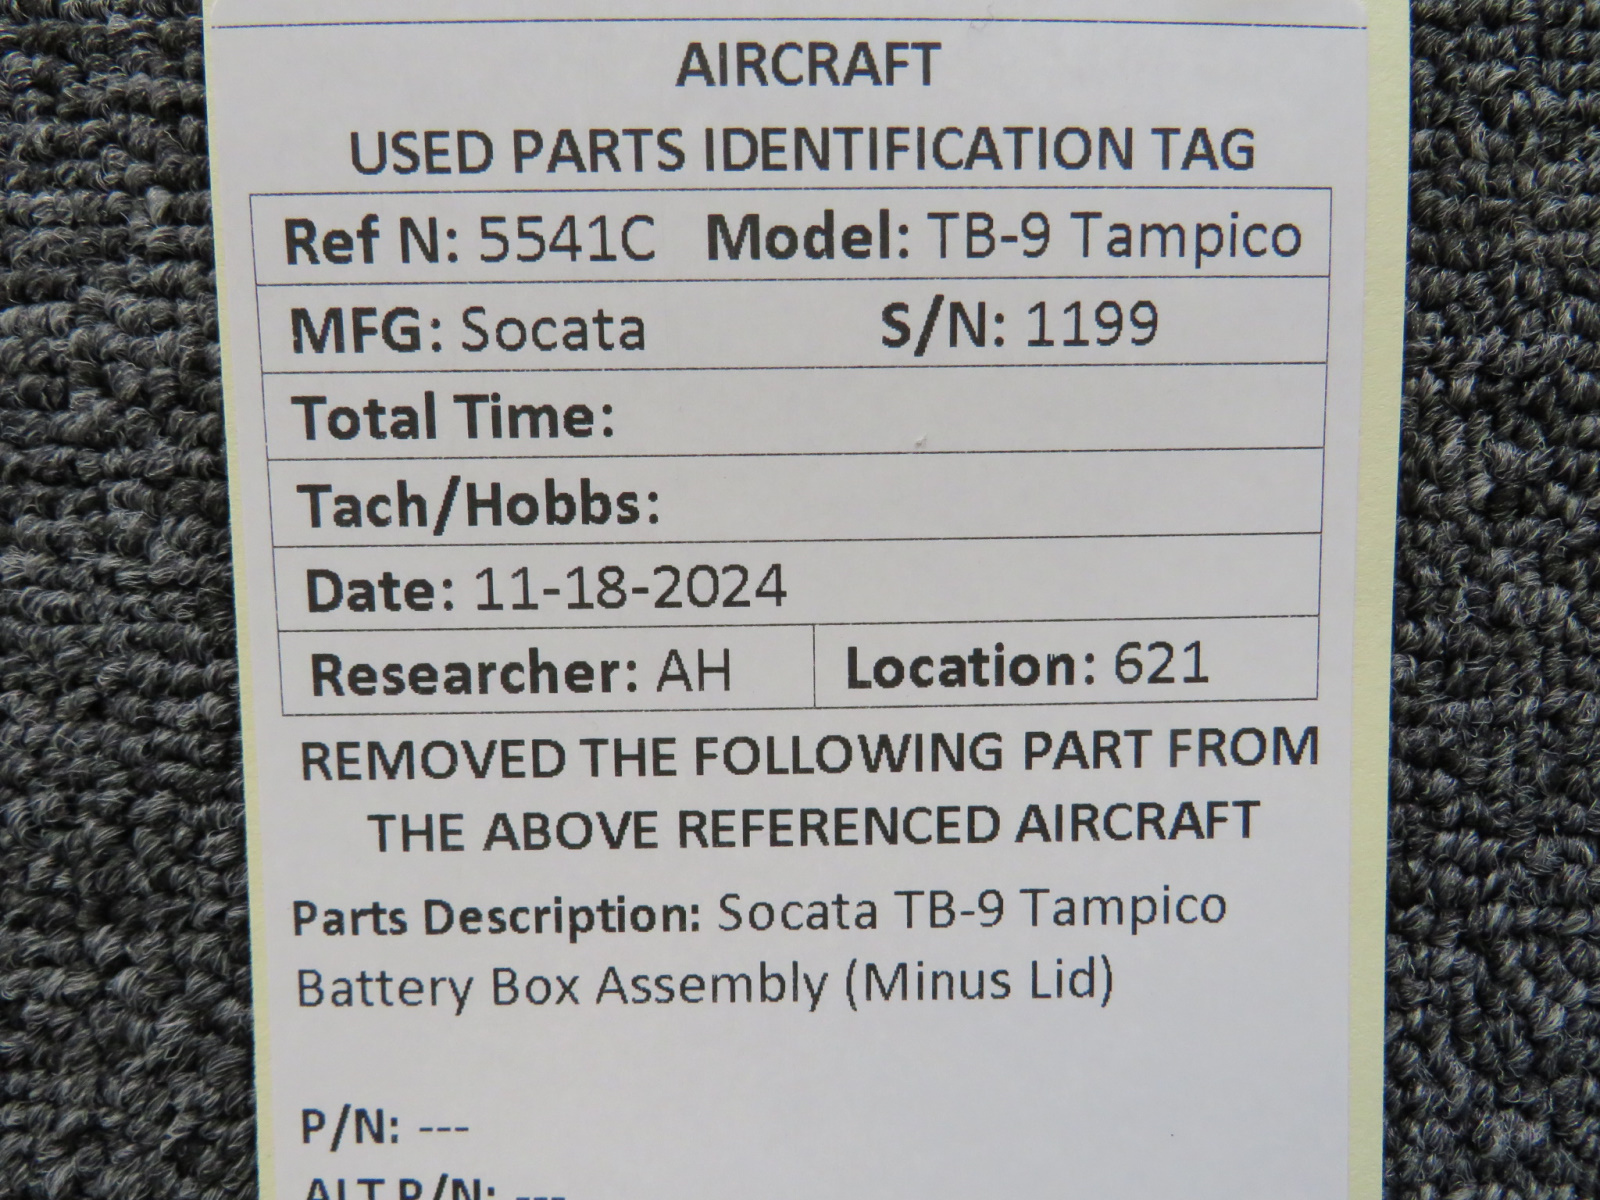 AIRCRAFT
USED PARTS IDENTIFICATION TAG
Ref N: 5541C Model: TB-9 Tampico
MFG: Socata S/N: 1199
Total Time:
Tach/Hobbs:
Date: 11-18-2024
Researcher: AH Location: 621
REMOVED THE FOLLOWING PART FROM
THE ABOVE REFERENCED AIRCRAFT
Parts Description: Socata TB-9 Tampico
Battery Box Assembly (Minus Lid)
P/N: ---
ALT P/N: ---